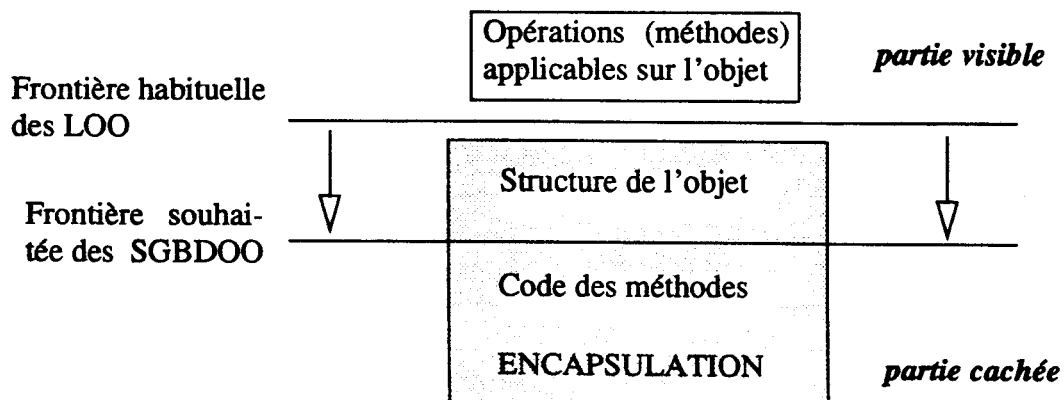 Opérations (méthodes)
applicables sur l'objet
partie visible
Frontière habituelle
des LOO
Structure de l'objet
Frontière souhai-
tée des SGBDOO
Code des méthodes
ENCAPSULATION
partie cachée